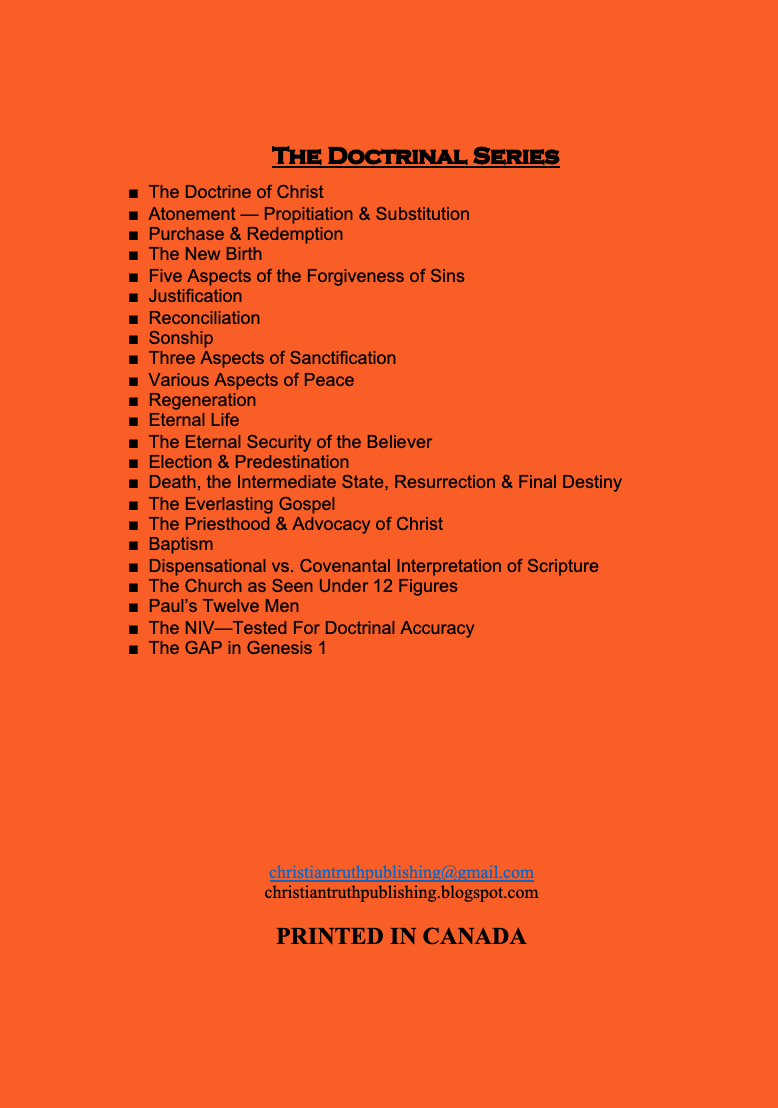 The Doctrinal Series
■ The Doctrine of Christ
■ Atonement — Propitiation & Substitution
■ Purchase & Redemption
■ The New Birth
■ Five Aspects of the Forgiveness of Sins
■ Justification
■ Reconciliation
■ Sonship
■ Three Aspects of Sanctification
■ Various Aspects of Peace
■ Regeneration
■ Eternal Life
■ The Eternal Security of the Believer
■ Election & Predestination
■ Death, the Intermediate State, Resurrection & Final Destiny
■ The Everlasting Gospel
■ The Priesthood & Advocacy of Christ
■ Baptism
■ Dispensational vs. Covenantal Interpretation of Scripture
■ The Church as Seen Under 12 Figures
■ Paul’s Twelve Men
■ The NIV—Tested For Doctrinal Accuracy
■ The GAP in Genesis 1
christiantruthpublishing@gmail.com
christiantruthpublishing.blogspot.com
PRINTED IN CANADA